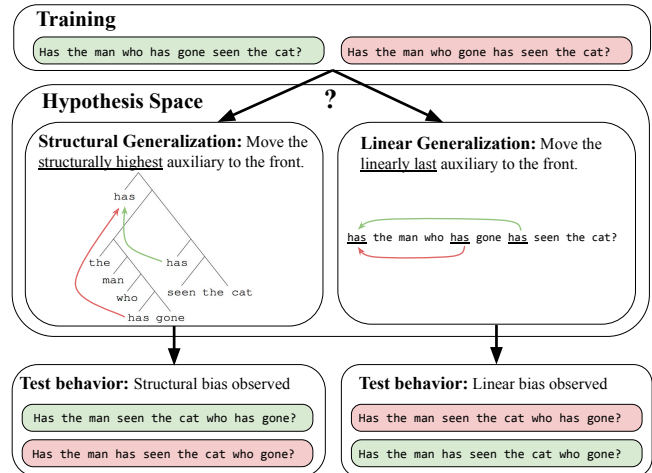 Training
Has the man who has gone seen the cat?
Has the man who gone has seen the cat?
Hypothesis Space
?
Structural Generalization: Move the
structurally highest auxiliary to the front.
has
the
has
man
who
seen the cat
has gone
Linear Generalization: Move the
linearly last auxiliary to the front.
has the man who has gone has seen the cat?
Test behavior: Structural bias observed
Has the man seen the cat who has gone?
Has the man has seen the cat who gone?
Test behavior: Linear bias observed
Has the man seen the cat who has gone?
Has the man has seen the cat who gone?